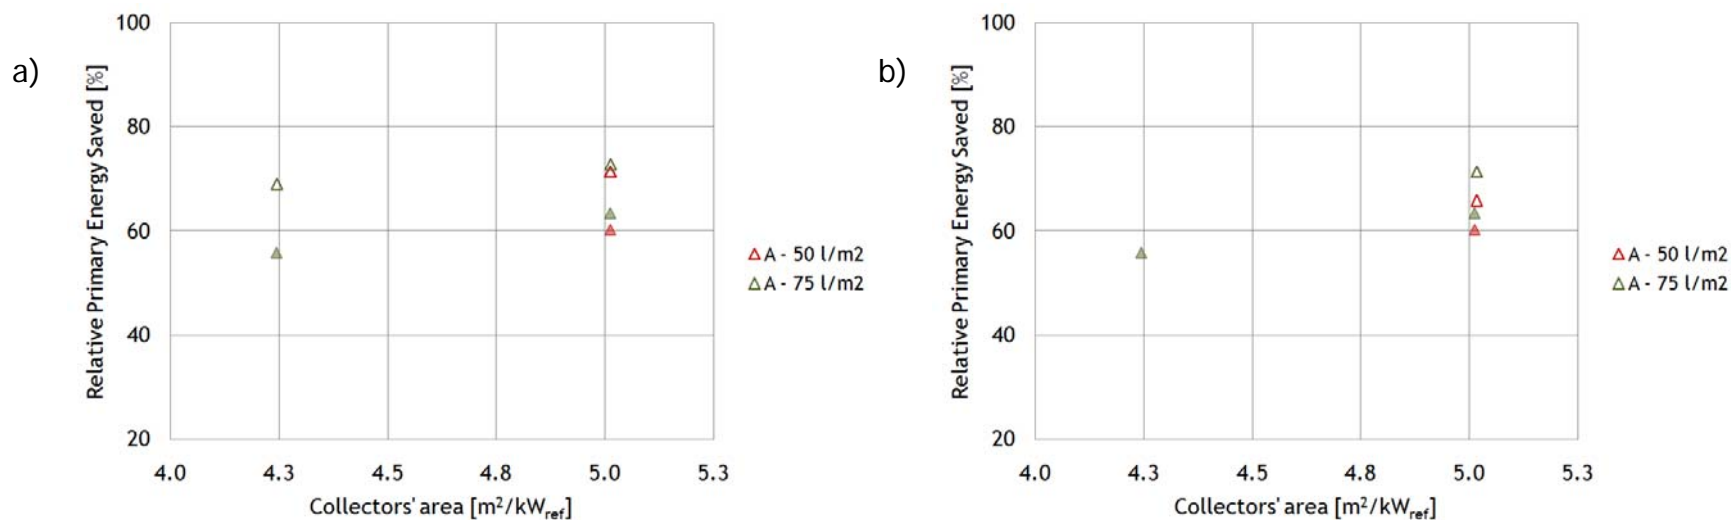 a)
Relative Primary Energy Saved [%]
100
80
60
40
20
4.0 4.3 4.5 4.8 5.0 5.3
Collectors' area [m²/kWref]
A - 50 l/m2
A - 75 l/m2
b)
Relative Primary Energy Saved [%]
100
80
60
40
20
4.0 4.3 4.5 4.8 5.0 5.3
Collectors' area [m²/kWref]
A - 50 l/m2
A - 75 l/m2